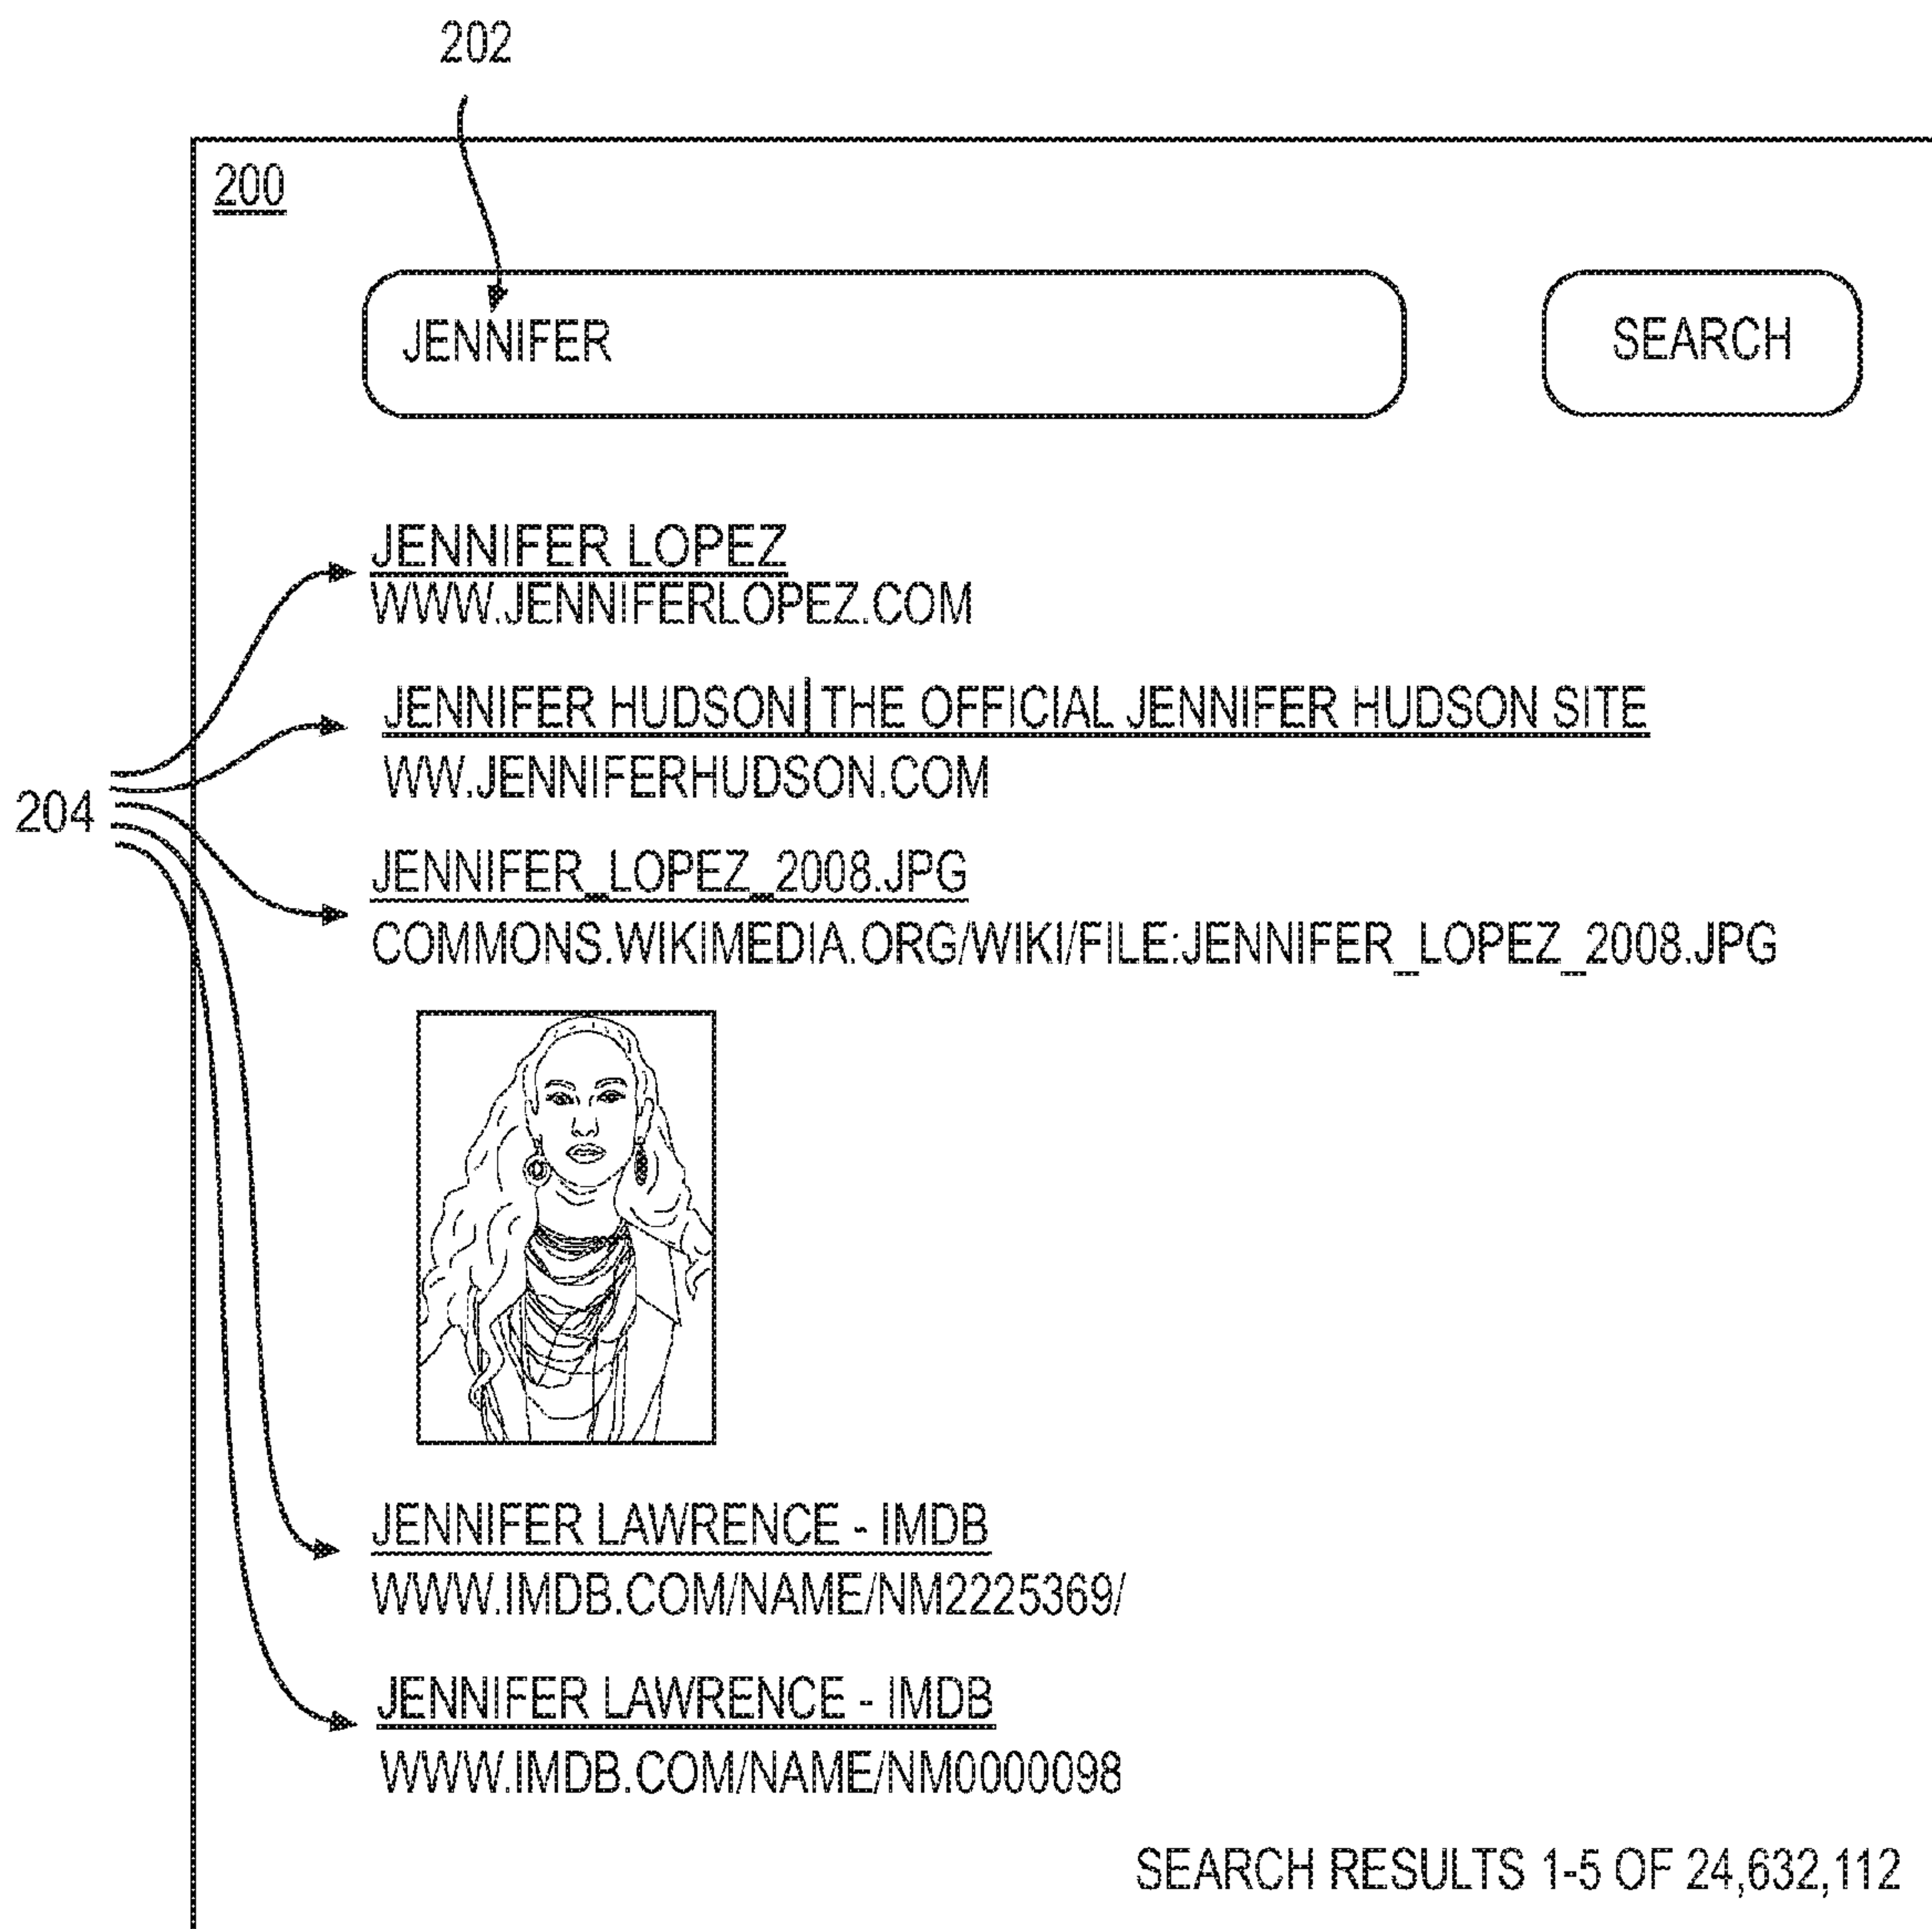 202
200
JENNIFER
SEARCH
JENNIFER LOPEZ
WWW.JENNIFERLOPEZ.COM
JENNIFER HUDSON|THE OFFICIAL JENNIFER HUDSON SITE
WW.JENNIFERHUDSON.COM
204
JENNIFER_LOPEZ_2008.JPG
COMMONS.WIKIMEDIA.ORG/WIKI/FILE:JENNIFER_LOPEZ_2008.JPG
JENNIFER LAWRENCE - IMDB
WWW.IMDB.COM/NAME/NM2225369/
JENNIFER LAWRENCE - IMDB
WWW.IMDB.COM/NAME/NM0000098
SEARCH RESULTS 1-5 OF 24,632,112